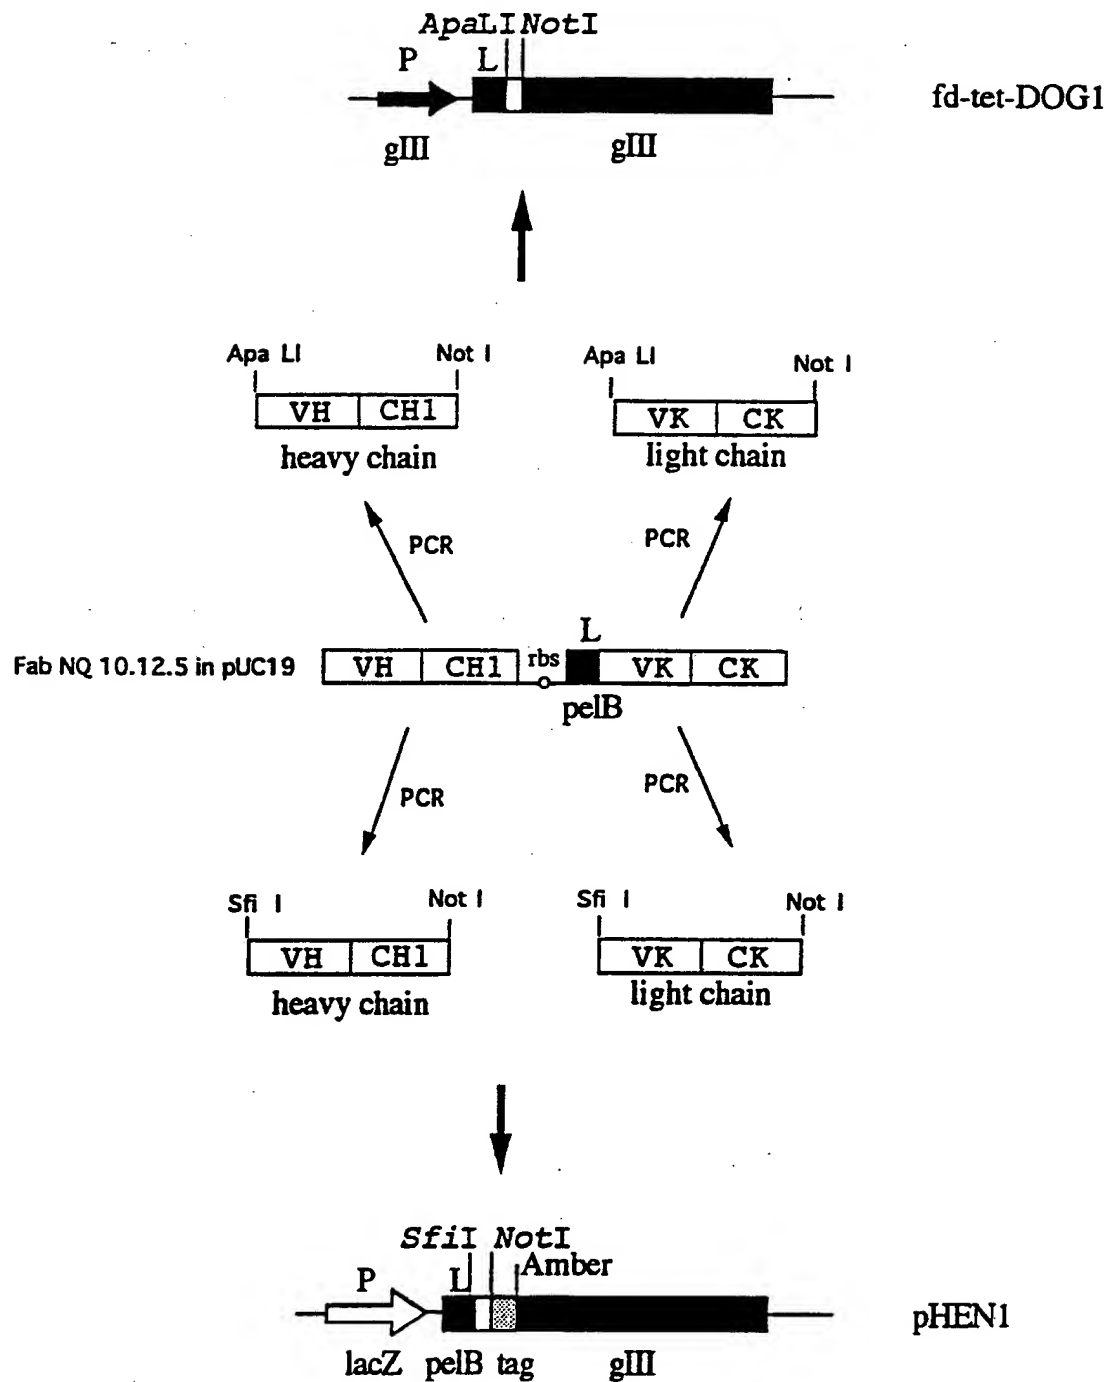 ApaLI NotI
P L
fd-tet-DOG1
gIII gIII
Apa LI Not I Apa LI Not I
VH CH1 VK CK
heavy chain light chain
PCR PCR
L
Fab NQ 10.12.5 in pUC19 VH CH1 rbs VK CK
pelB
PCR PCR
Sfi I Not I Sfi I Not I
VH CH1 VK CK
heavy chain light chain
SfiI NotI
P L Amber
pHEN1
lacZ pelB tag gIII